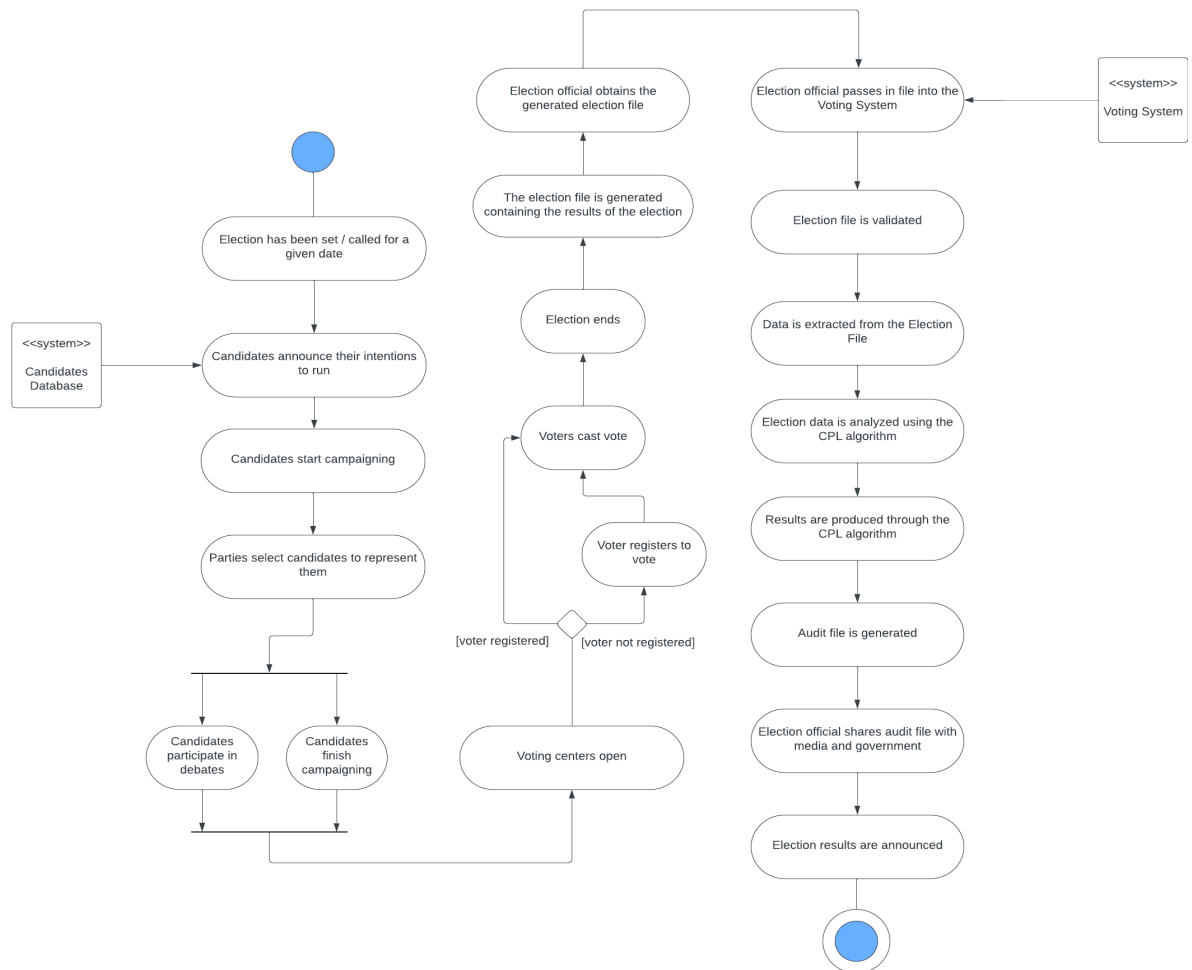 Election has been set / called for a
given date
<<system>>
Candidates
Database
Candidates announce their intentions
to run
Candidates start campaigning
Parties select candidates to represent
them
Candidates
participate in
debates
Candidates
finish
campaigning
Voting centers open
[voter registered]
[voter not registered]
Voter registers to
vote
Voters cast vote
Election ends
The election file is generated
containing the results of the election
Election official obtains the
generated election file
Election official passes in file into the
Voting System
<<system>>
Voting System
Election file is validated
Data is extracted from the Election
File
Election data is analyzed using the
CPL algorithm
Results are produced through the
CPL algorithm
Audit file is generated
Election official shares audit file with
media and government
Election results are announced